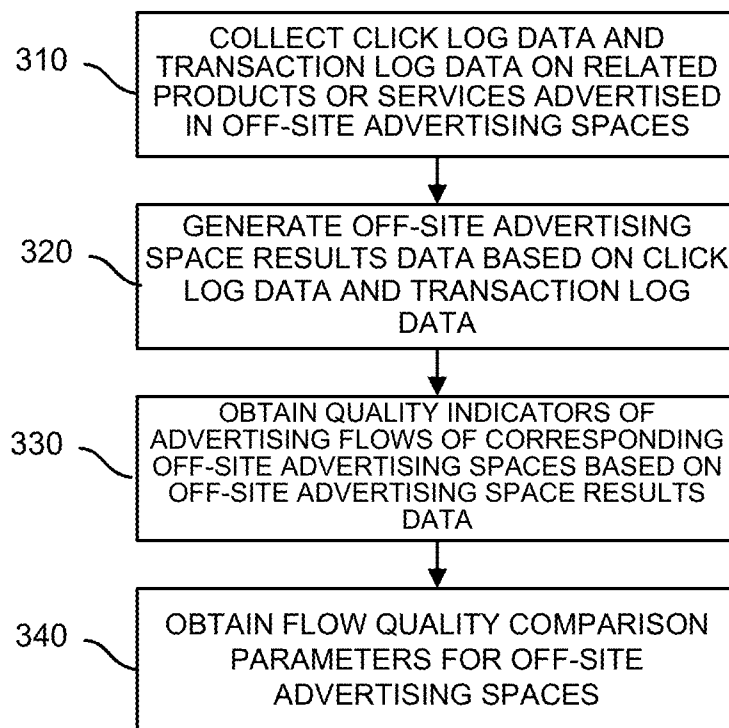 310
COLLECT CLICK LOG DATA AND
TRANSACTION LOG DATA ON RELATED
PRODUCTS OR SERVICES ADVERTISED
IN OFF-SITE ADVERTISING SPACES
320
GENERATE OFF-SITE ADVERTISING
SPACE RESULTS DATA BASED ON CLICK
LOG DATA AND TRANSACTION LOG
DATA
330
OBTAIN QUALITY INDICATORS OF
ADVERTISING FLOWS OF CORRESPONDING
OFF-SITE ADVERTISING SPACES BASED ON
OFF-SITE ADVERTISING SPACE RESULTS
DATA
340
OBTAIN FLOW QUALITY COMPARISON
PARAMETERS FOR OFF-SITE
ADVERTISING SPACES